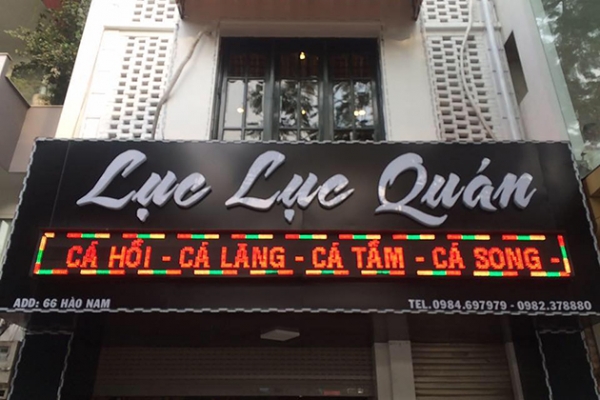 Lục Lục Quán
CÁ HỒI - CÁ LĂNG - CÁ TẦM - CÁ SONG -
ADD: 66 HÀO NAM
TEL. 0984.697979 - 0982.378880